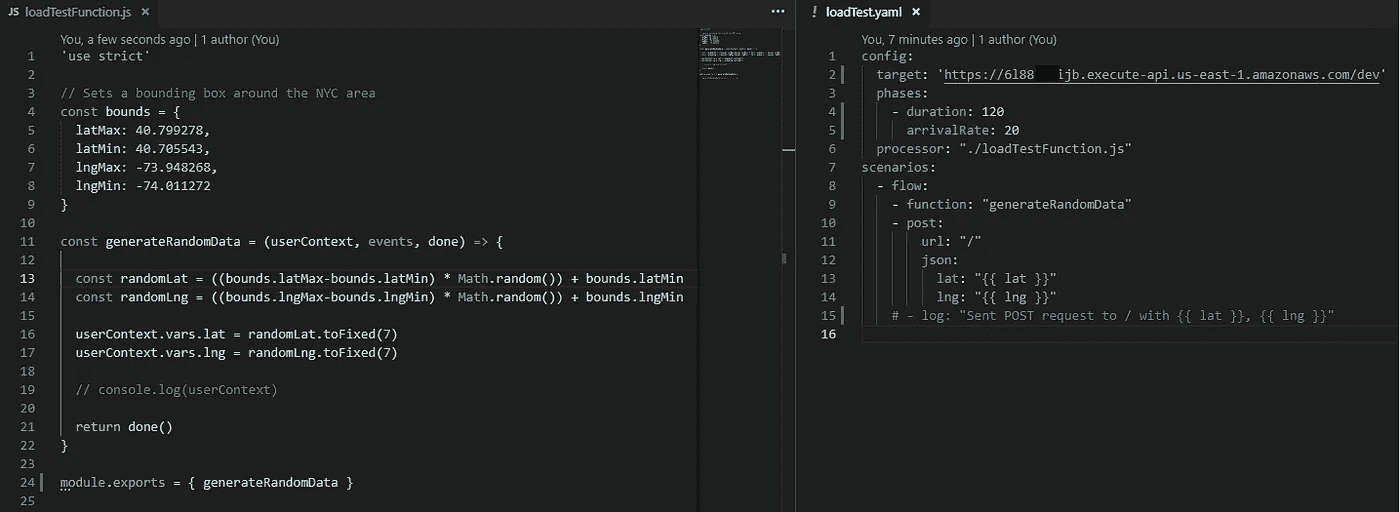 JS loadTestFunction.js ×
You, a few seconds ago | 1 author (You)
1 'use strict'
2
3 // Sets a bounding box around the NYC area
4 const bounds = {
5 latMax: 40.799278,
6 latMin: 40.705543,
7 lngMax: -73.948268,
8 lngMin: -74.011272
9 }
10
11 const generateRandomData = (userContext, events, done) => {
12
13 const randomLat = ((bounds.latMax-bounds.latMin) * Math.random()) + bounds.latMin
14 const randomLng = ((bounds.lngMax-bounds.lngMin) * Math.random()) + bounds.lngMin
15
16 userContext.vars.lat = randomLat.toFixed(7)
17 userContext.vars.lng = randomLng.toFixed(7)
18
19 // console.log(userContext)
20
21 return done()
22 }
23
24 module.exports = { generateRandomData }
25
! loadTest.yaml ×
You, 7 minutes ago | 1 author (You)
1 config:
2 target: 'https://6l88 ijb.execute-api.us-east-1.amazonaws.com/dev'
3 phases:
4 - duration: 120
5 arrivalRate: 20
6 processor: "./loadTestFunction.js"
7 scenarios:
8 - flow:
9 - function: "generateRandomData"
10 - post:
11 url: "/"
12 json:
13 lat: "{{ lat }}"
14 lng: "{{ lng }}"
15 # - log: "Sent POST request to / with {{ lat }}, {{ lng }}"
16